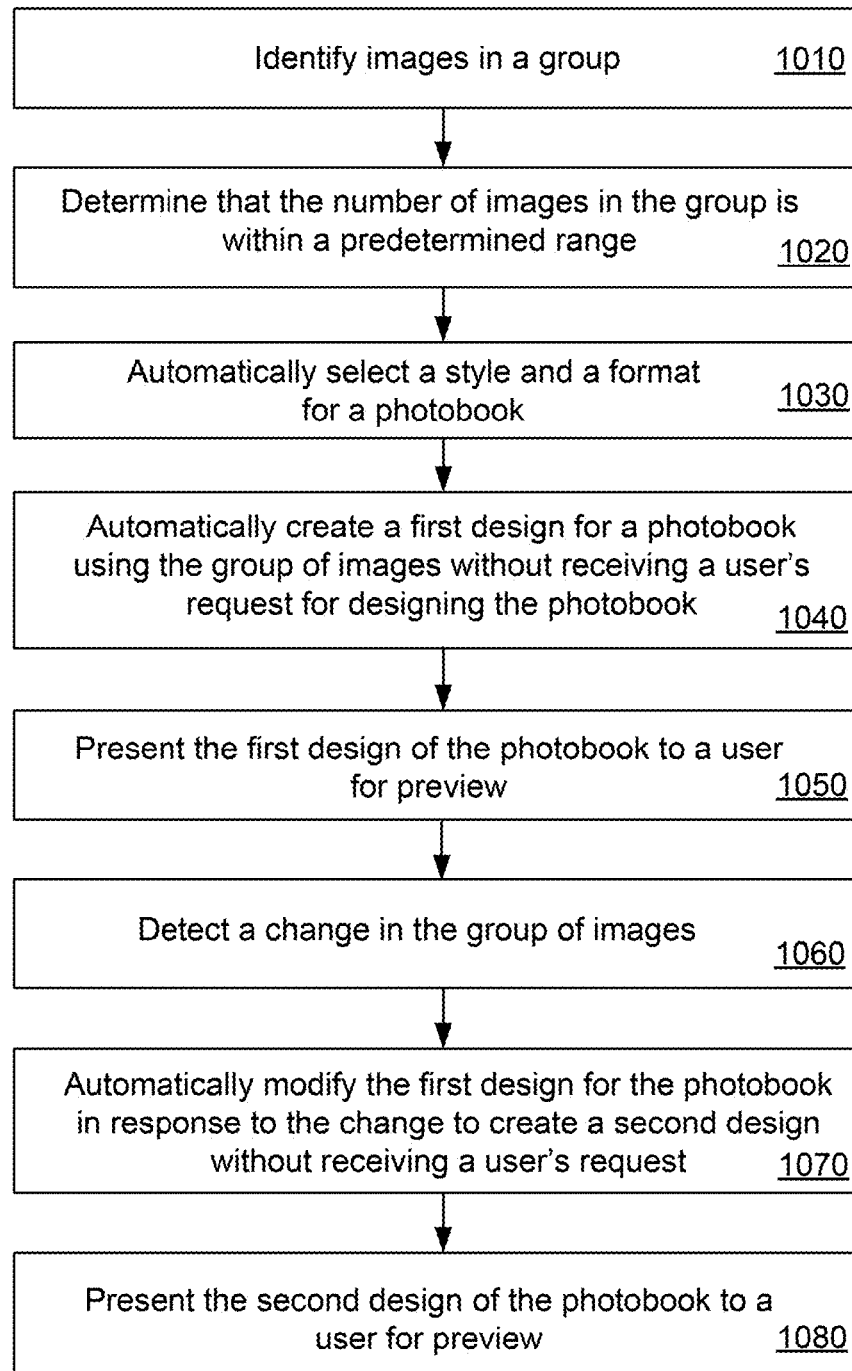 Identify images in a group 1010
Determine that the number of images in the group is
within a predetermined range
1020
Automatically select a style and a format
for a photobook
1030
Automatically create a first design for a photobook
using the group of images without receiving a user's
request for designing the photobook
1040
Present the first design of the photobook to a user
for preview
1050
Detect a change in the group of images
1060
Automatically modify the first design for the photobook
in response to the change to create a second design
without receiving a user's request
1070
Present the second design of the photobook to a
user for preview
1080